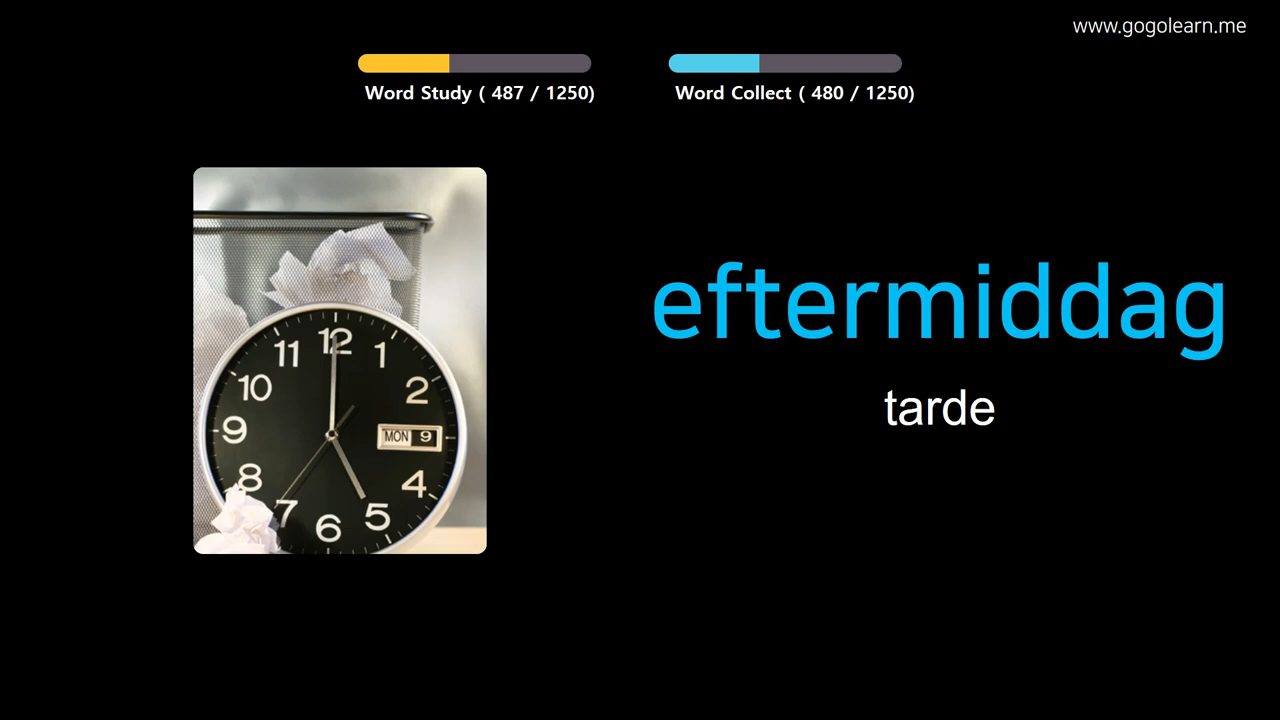 www.gogolearn.me
Word Study ( 487 / 1250)
Word Collect ( 480 / 1250)
eftermiddag
tarde
12
11
1
10
2
9
MON 9
8
4
7
5
6